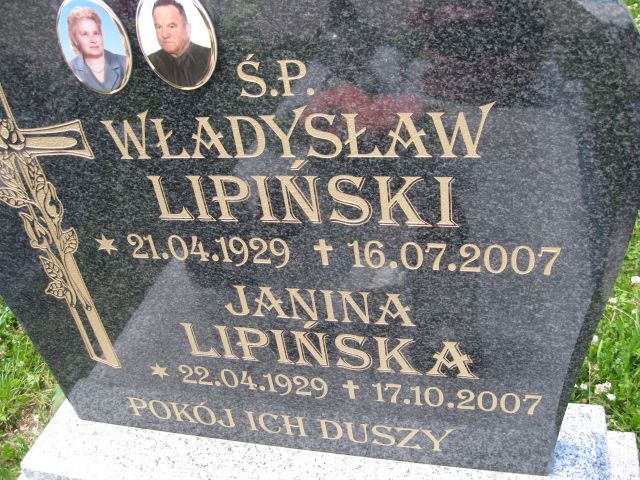 Ś.P.
WŁADYSŁAW
LIPIŃSKI
✶ 21.04.1929 ✝ 16.07.2007
JANINA
LIPIŃSKA
✶ 22.04.1929 ✝ 17.10.2007
POKÓJ ICH DUSZY